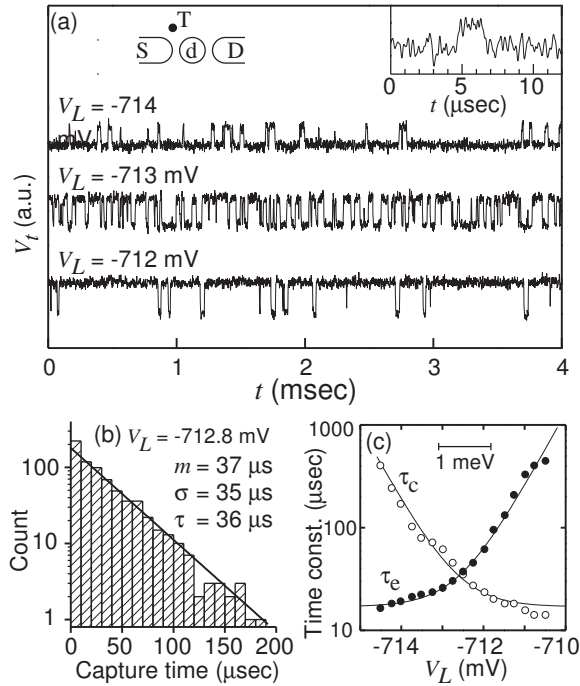 (a)
T
S d D
0 5 10
t (μsec)
V_L = -714
mV
V_L = -713 mV
V_L = -712 mV
V_t (a.u.)
0 1 2 3 4
t (msec)
(b) V_L = -712.8 mV
m = 37 μs
σ = 35 μs
τ = 36 μs
Count
100
10
1
0 50 100 150 200
Capture time (μsec)
(c)
1 meV
τ_c
τ_e
Time const. (μsec)
1000
100
10
-714 -712 -710
V_L (mV)